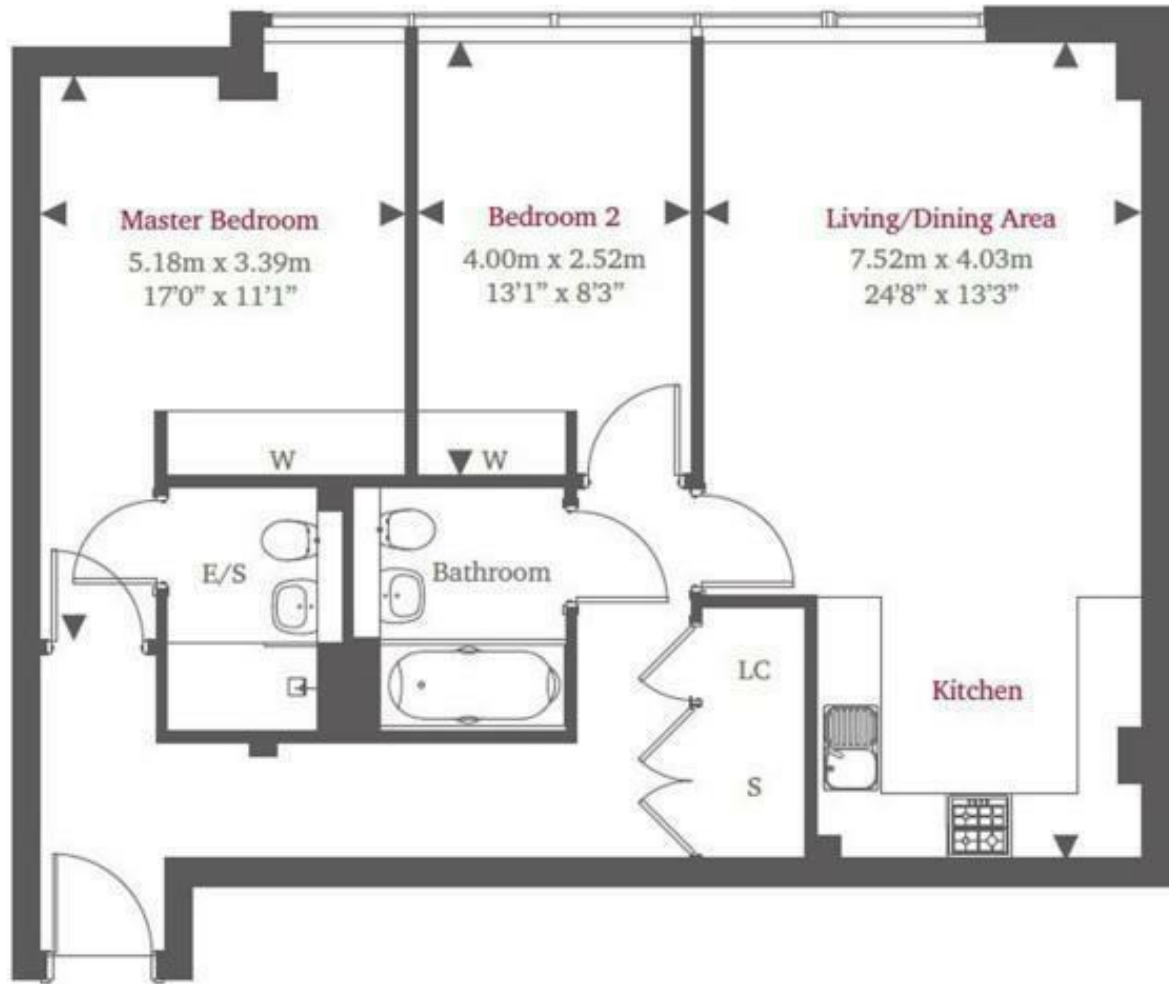 Master Bedroom
5.18m x 3.39m
17'0" x 11'1"
Bedroom 2
4.00m x 2.52m
13'1" x 8'3"
Living/Dining Area
7.52m x 4.03m
24'8" x 13'3"
W
W
E/S
Bathroom
LC
S
Kitchen